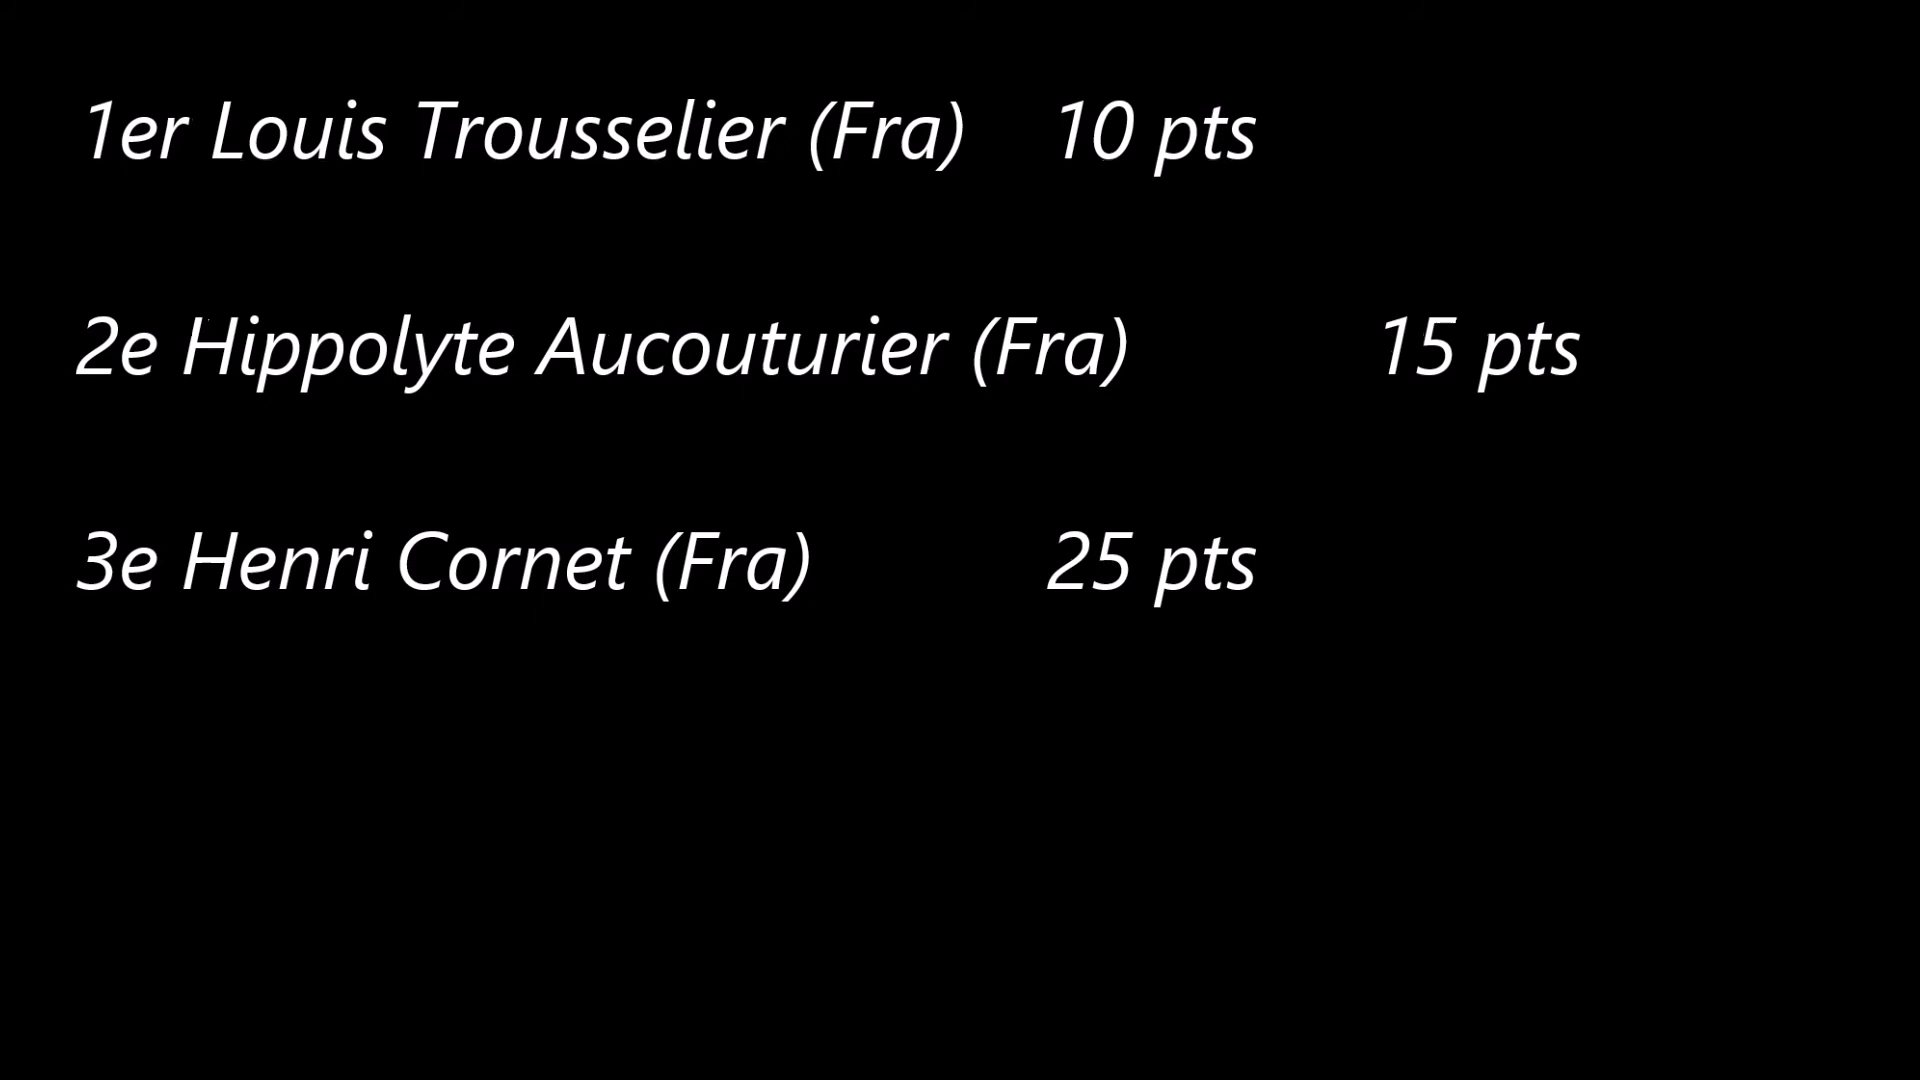 1er Louis Trousselier (Fra) 10 pts
2e Hippolyte Aucouturier (Fra) 15 pts
3e Henri Cornet (Fra) 25 pts